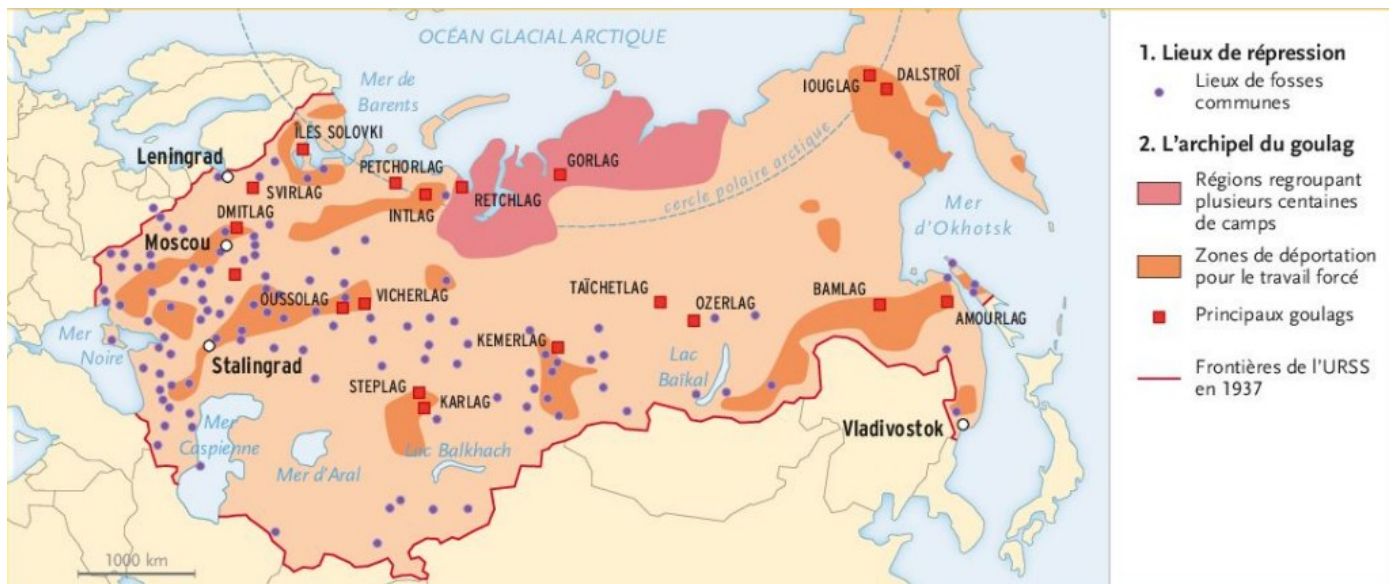 OCÉAN GLACIAL ARCTIQUE
Mer de
Barents
ÎLES SOLOVKI
Leningrad
SVIRLAG
PETCHORLAG
INTLAG
RETCHLAG
GORLAG
IOUGLAG
DALSTROÏ
cercle polaire arctique
Mer
d'Okhotsk
DMITLAG
Moscou
OUSSOLAG
VICHERLAG
TAÏCHETLAG
OZERLAG
BAMLAG
AMOURLAG
Mer
Noire
Stalingrad
KEMERLAG
STEPLAG
KARLAG
Lac
Baïkal
Vladivostok
Mer
Caspienne
Mer d'Aral
Lac Balkhach
1000 km
1. Lieux de répression
Lieux de fosses
communes
2. L'archipel du goulag
Régions regroupant
plusieurs centaines
de camps
Zones de déportation
pour le travail forcé
Principaux goulags
Frontières de l'URSS
en 1937